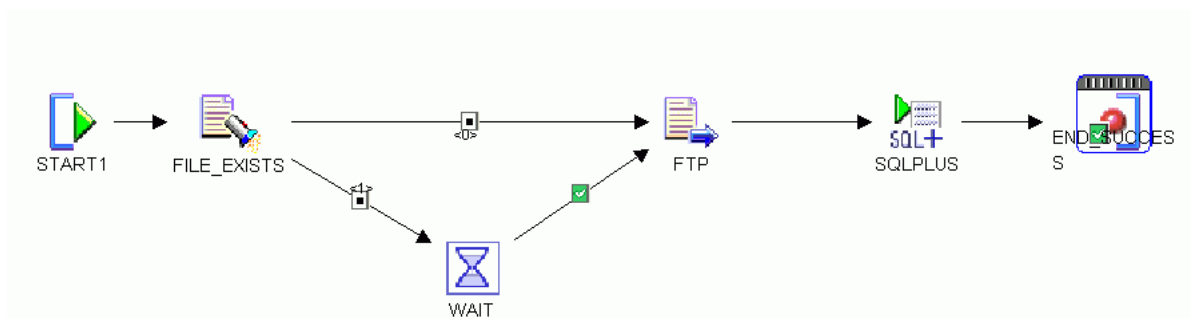 <0>
SQL+
START1
FILE_EXISTS
FTP
SQLPLUS
END_SUCCES
S
<1>
WAIT